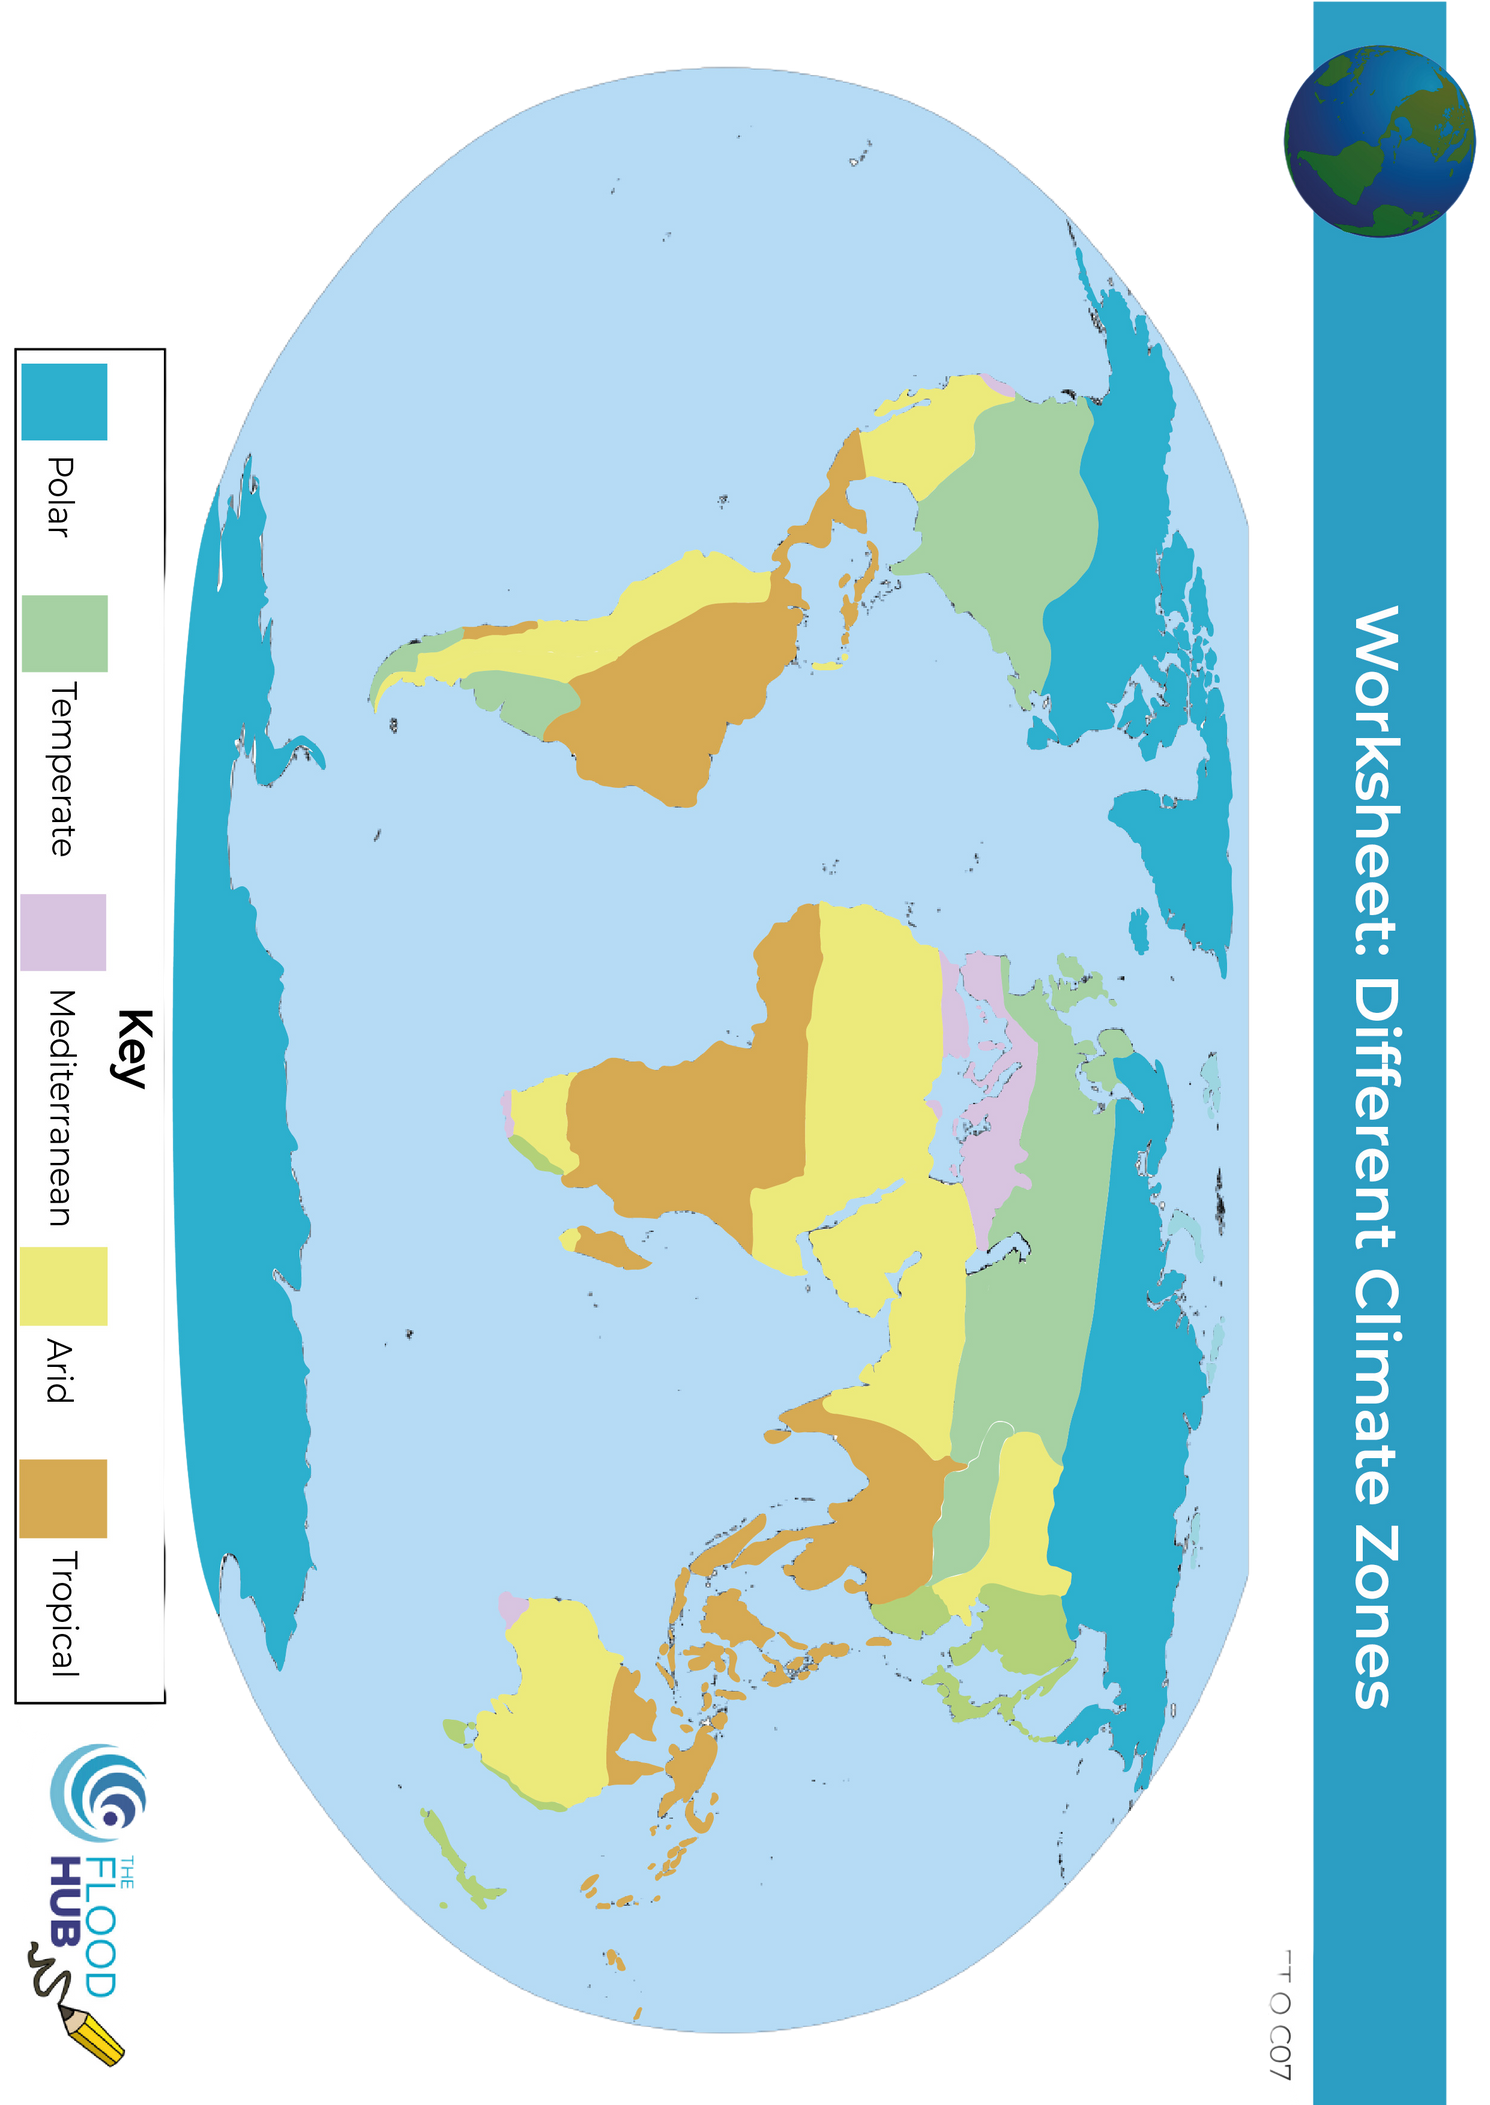 Worksheet: Different Climate Zones
Key
Polar
Temperate
Mediterranean
Arid
Tropical
THE
FLOOD
HUB